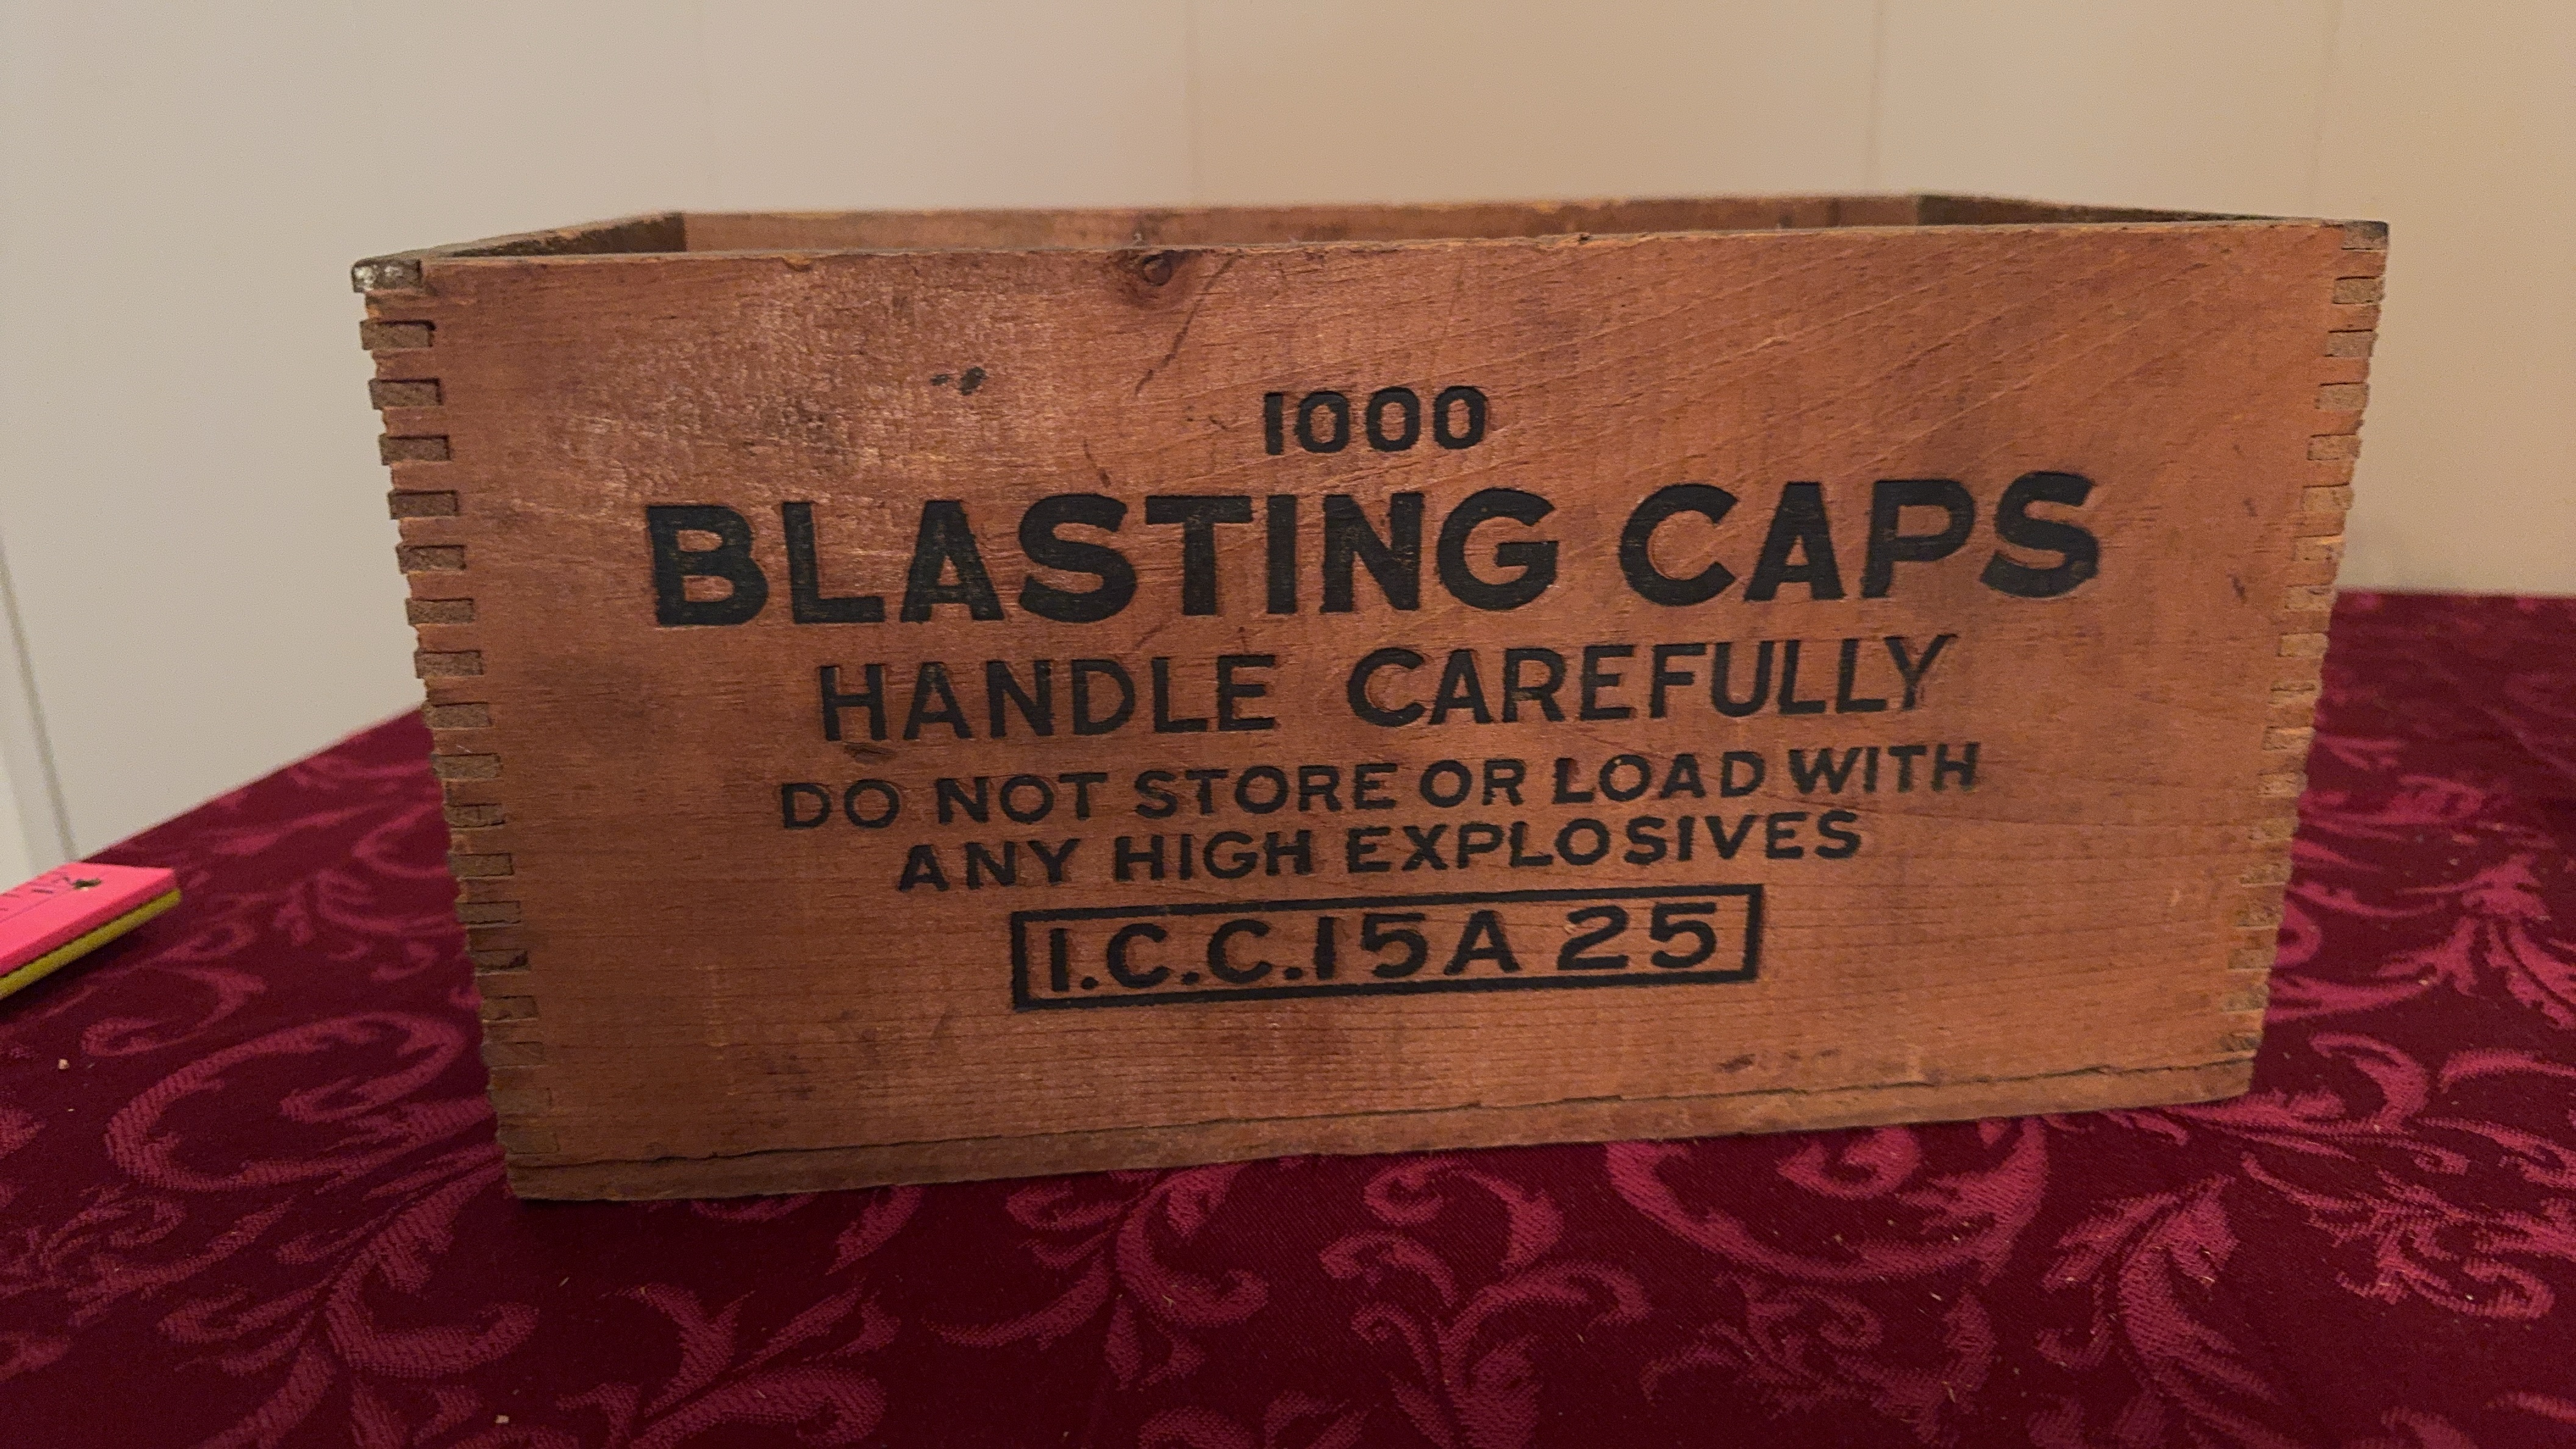 1000
BLASTING CAPS
HANDLE CAREFULLY
DO NOT STORE OR LOAD WITH
ANY HIGH EXPLOSIVES
I.C.C.15A 25